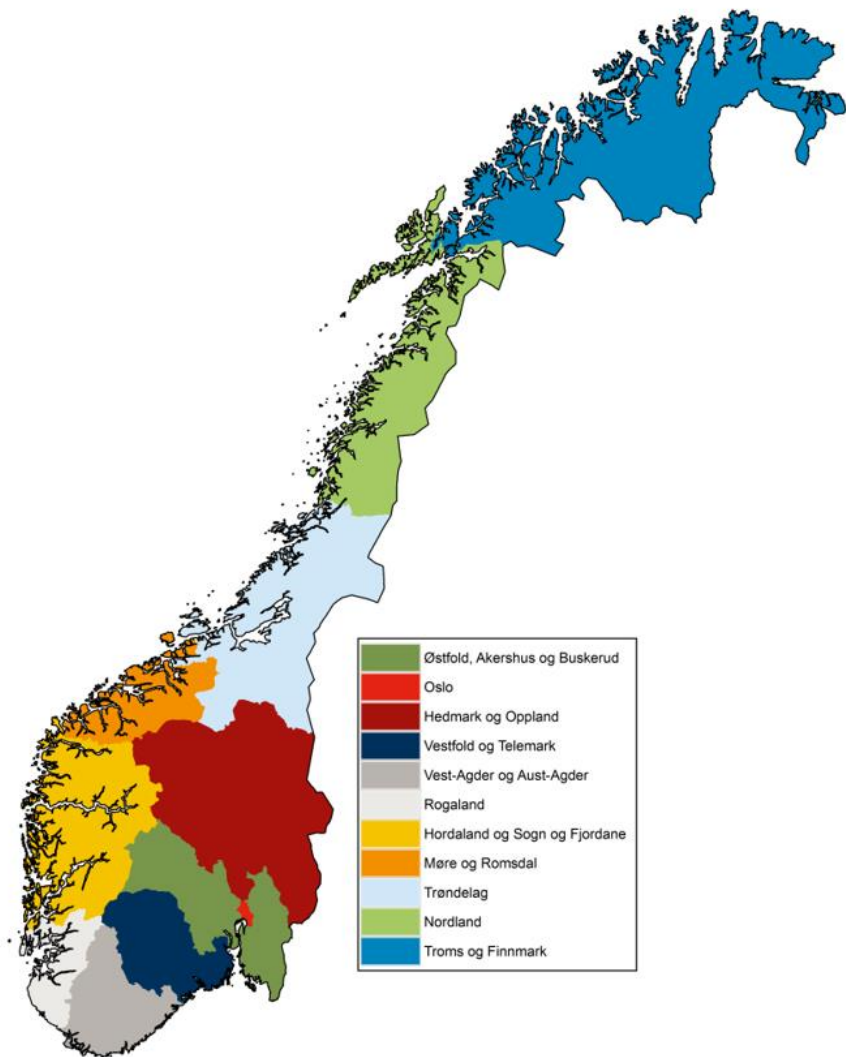 Østfold, Akershus og Buskerud
Oslo
Hedmark og Oppland
Vestfold og Telemark
Vest-Agder og Aust-Agder
Rogaland
Hordaland og Sogn og Fjordane
Møre og Romsdal
Trøndelag
Nordland
Troms og Finnmark